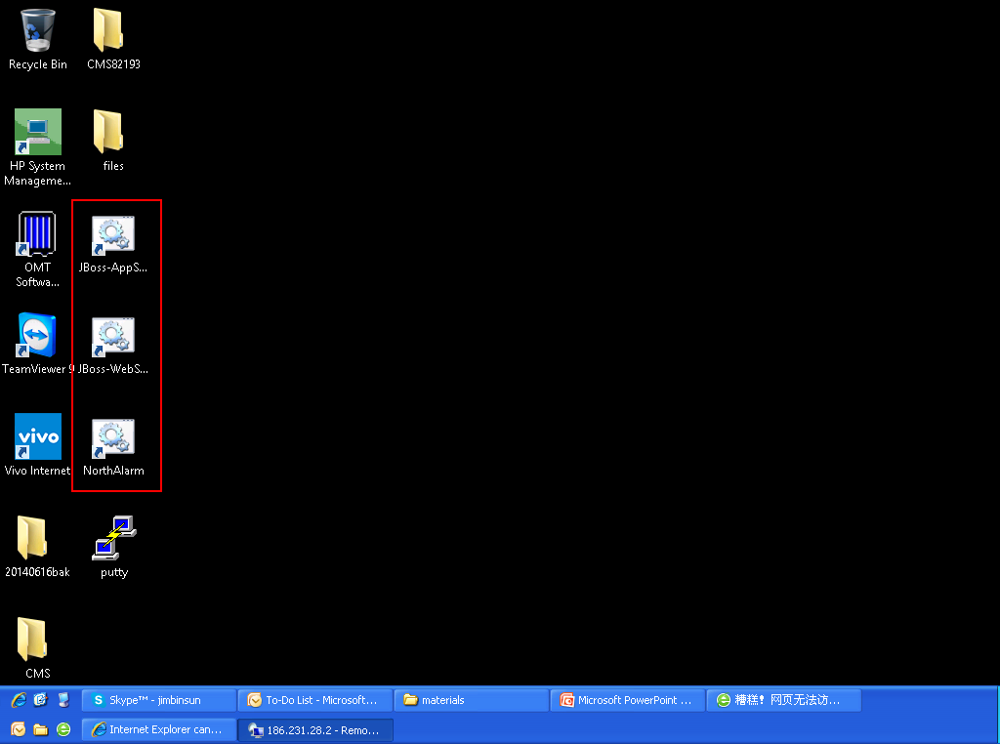 Recycle Bin
CMS82193
HP System
Manageme...
files
OMT
Softwa...
JBoss-AppS...
TeamViewer 9
JBoss-WebS...
vivo
Vivo Internet
NorthAlarm
20140616bak
putty
CMS
Skype™ - jimbinsun
To-Do List - Microsoft...
materials
Microsoft PowerPoint ...
糟糕！网页无法访...
Internet Explorer can...
186.231.28.2 - Remo...